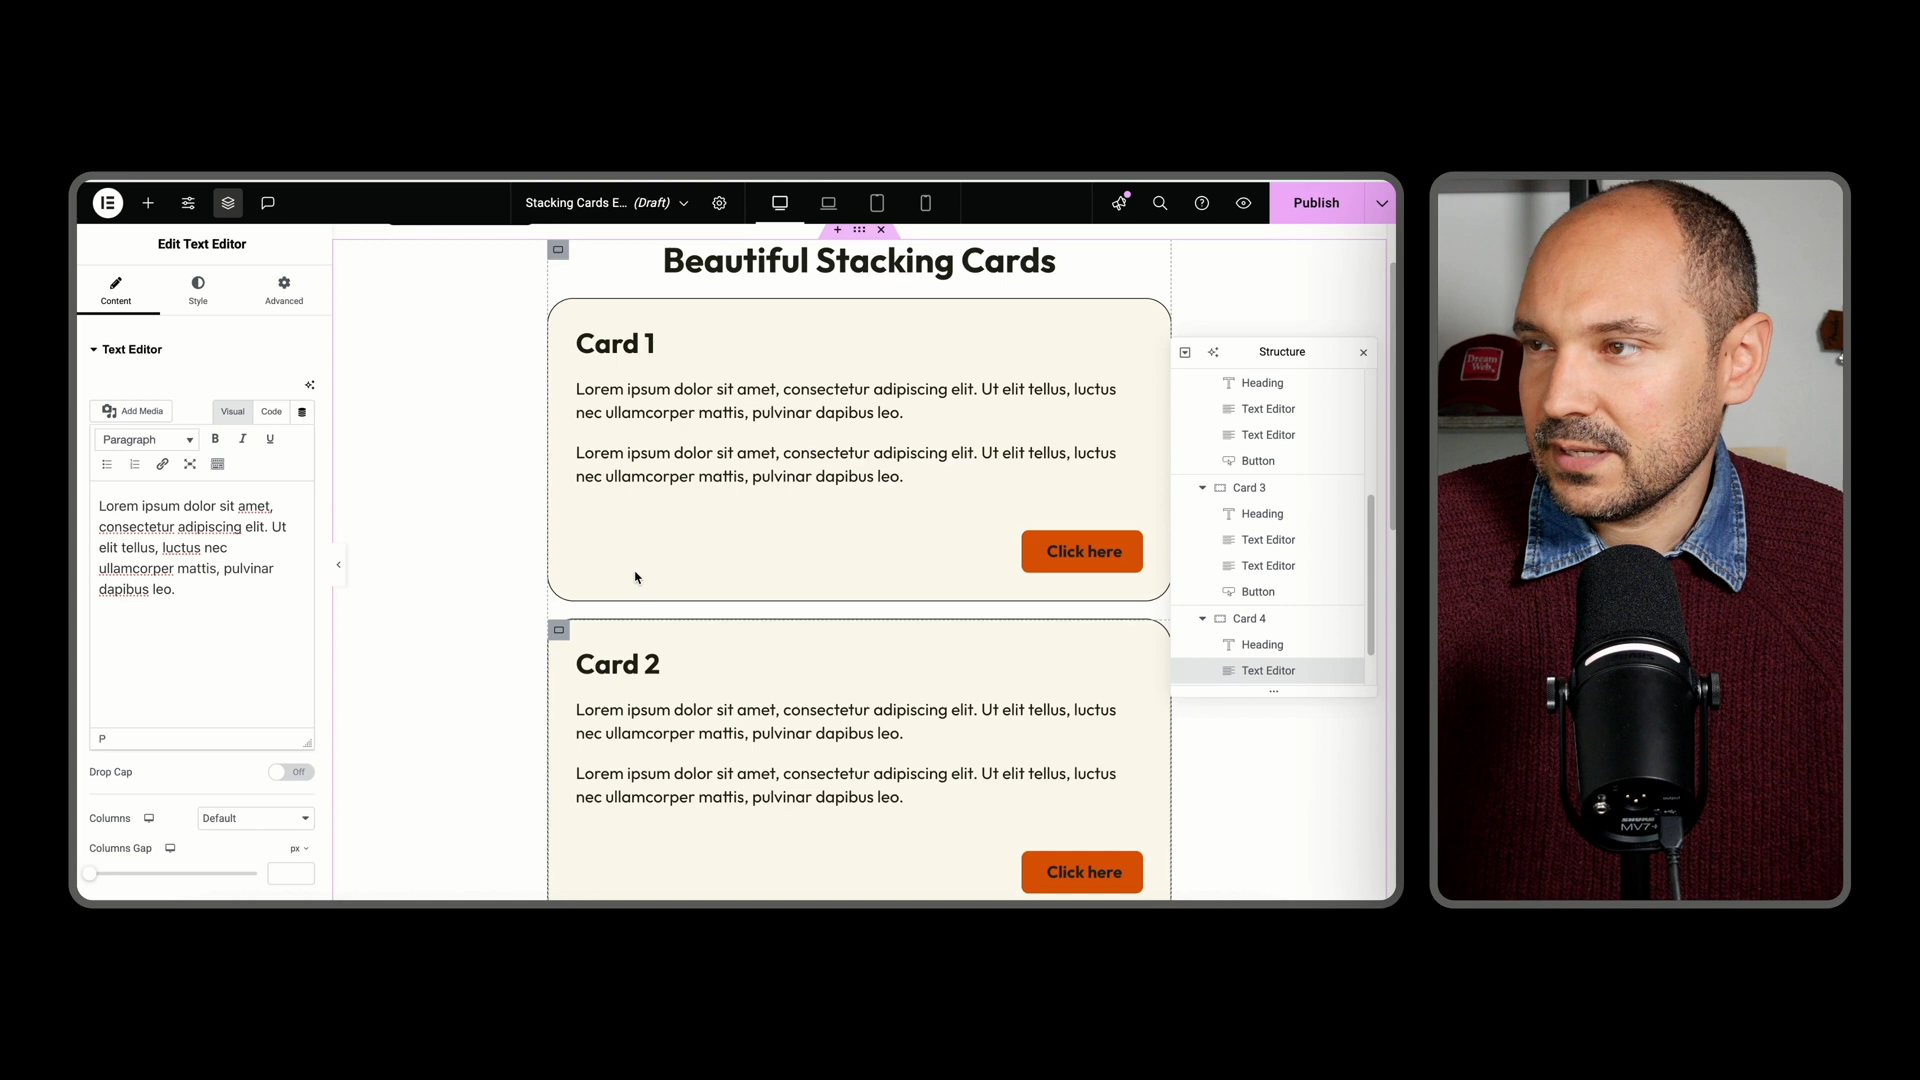 Stacking Cards E... (Draft)
Publish
Edit Text Editor
Content
Style
Advanced
Text Editor
Add Media
Visual
Code
Paragraph
B
I
U
Lorem ipsum dolor sit amet,
consectetur adipiscing elit. Ut
elit tellus, luctus nec
ullamcorper mattis, pulvinar
dapibus leo.
P
Drop Cap
Off
Columns
Default
Columns Gap
px
Beautiful Stacking Cards
Card 1
Lorem ipsum dolor sit amet, consectetur adipiscing elit. Ut elit tellus, luctus
nec ullamcorper mattis, pulvinar dapibus leo.
Lorem ipsum dolor sit amet, consectetur adipiscing elit. Ut elit tellus, luctus
nec ullamcorper mattis, pulvinar dapibus leo.
Click here
Card 2
Lorem ipsum dolor sit amet, consectetur adipiscing elit. Ut elit tellus, luctus
nec ullamcorper mattis, pulvinar dapibus leo.
Lorem ipsum dolor sit amet, consectetur adipiscing elit. Ut elit tellus, luctus
nec ullamcorper mattis, pulvinar dapibus leo.
Click here
Structure
Heading
Text Editor
Text Editor
Button
Card 3
Heading
Text Editor
Text Editor
Button
Card 4
Heading
Text Editor
Dream
Web
SHURE
MV7+